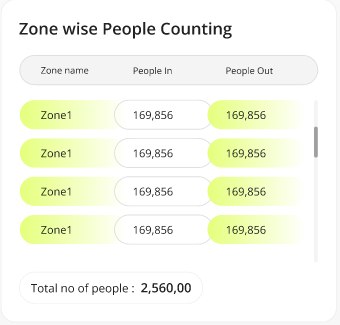 Zone wise People Counting
Zone name People In People Out
Zone1 169,856 169,856
Zone1 169,856 169,856
Zone1 169,856 169,856
Zone1 169,856 169,856
Total no of people : 2,560,00